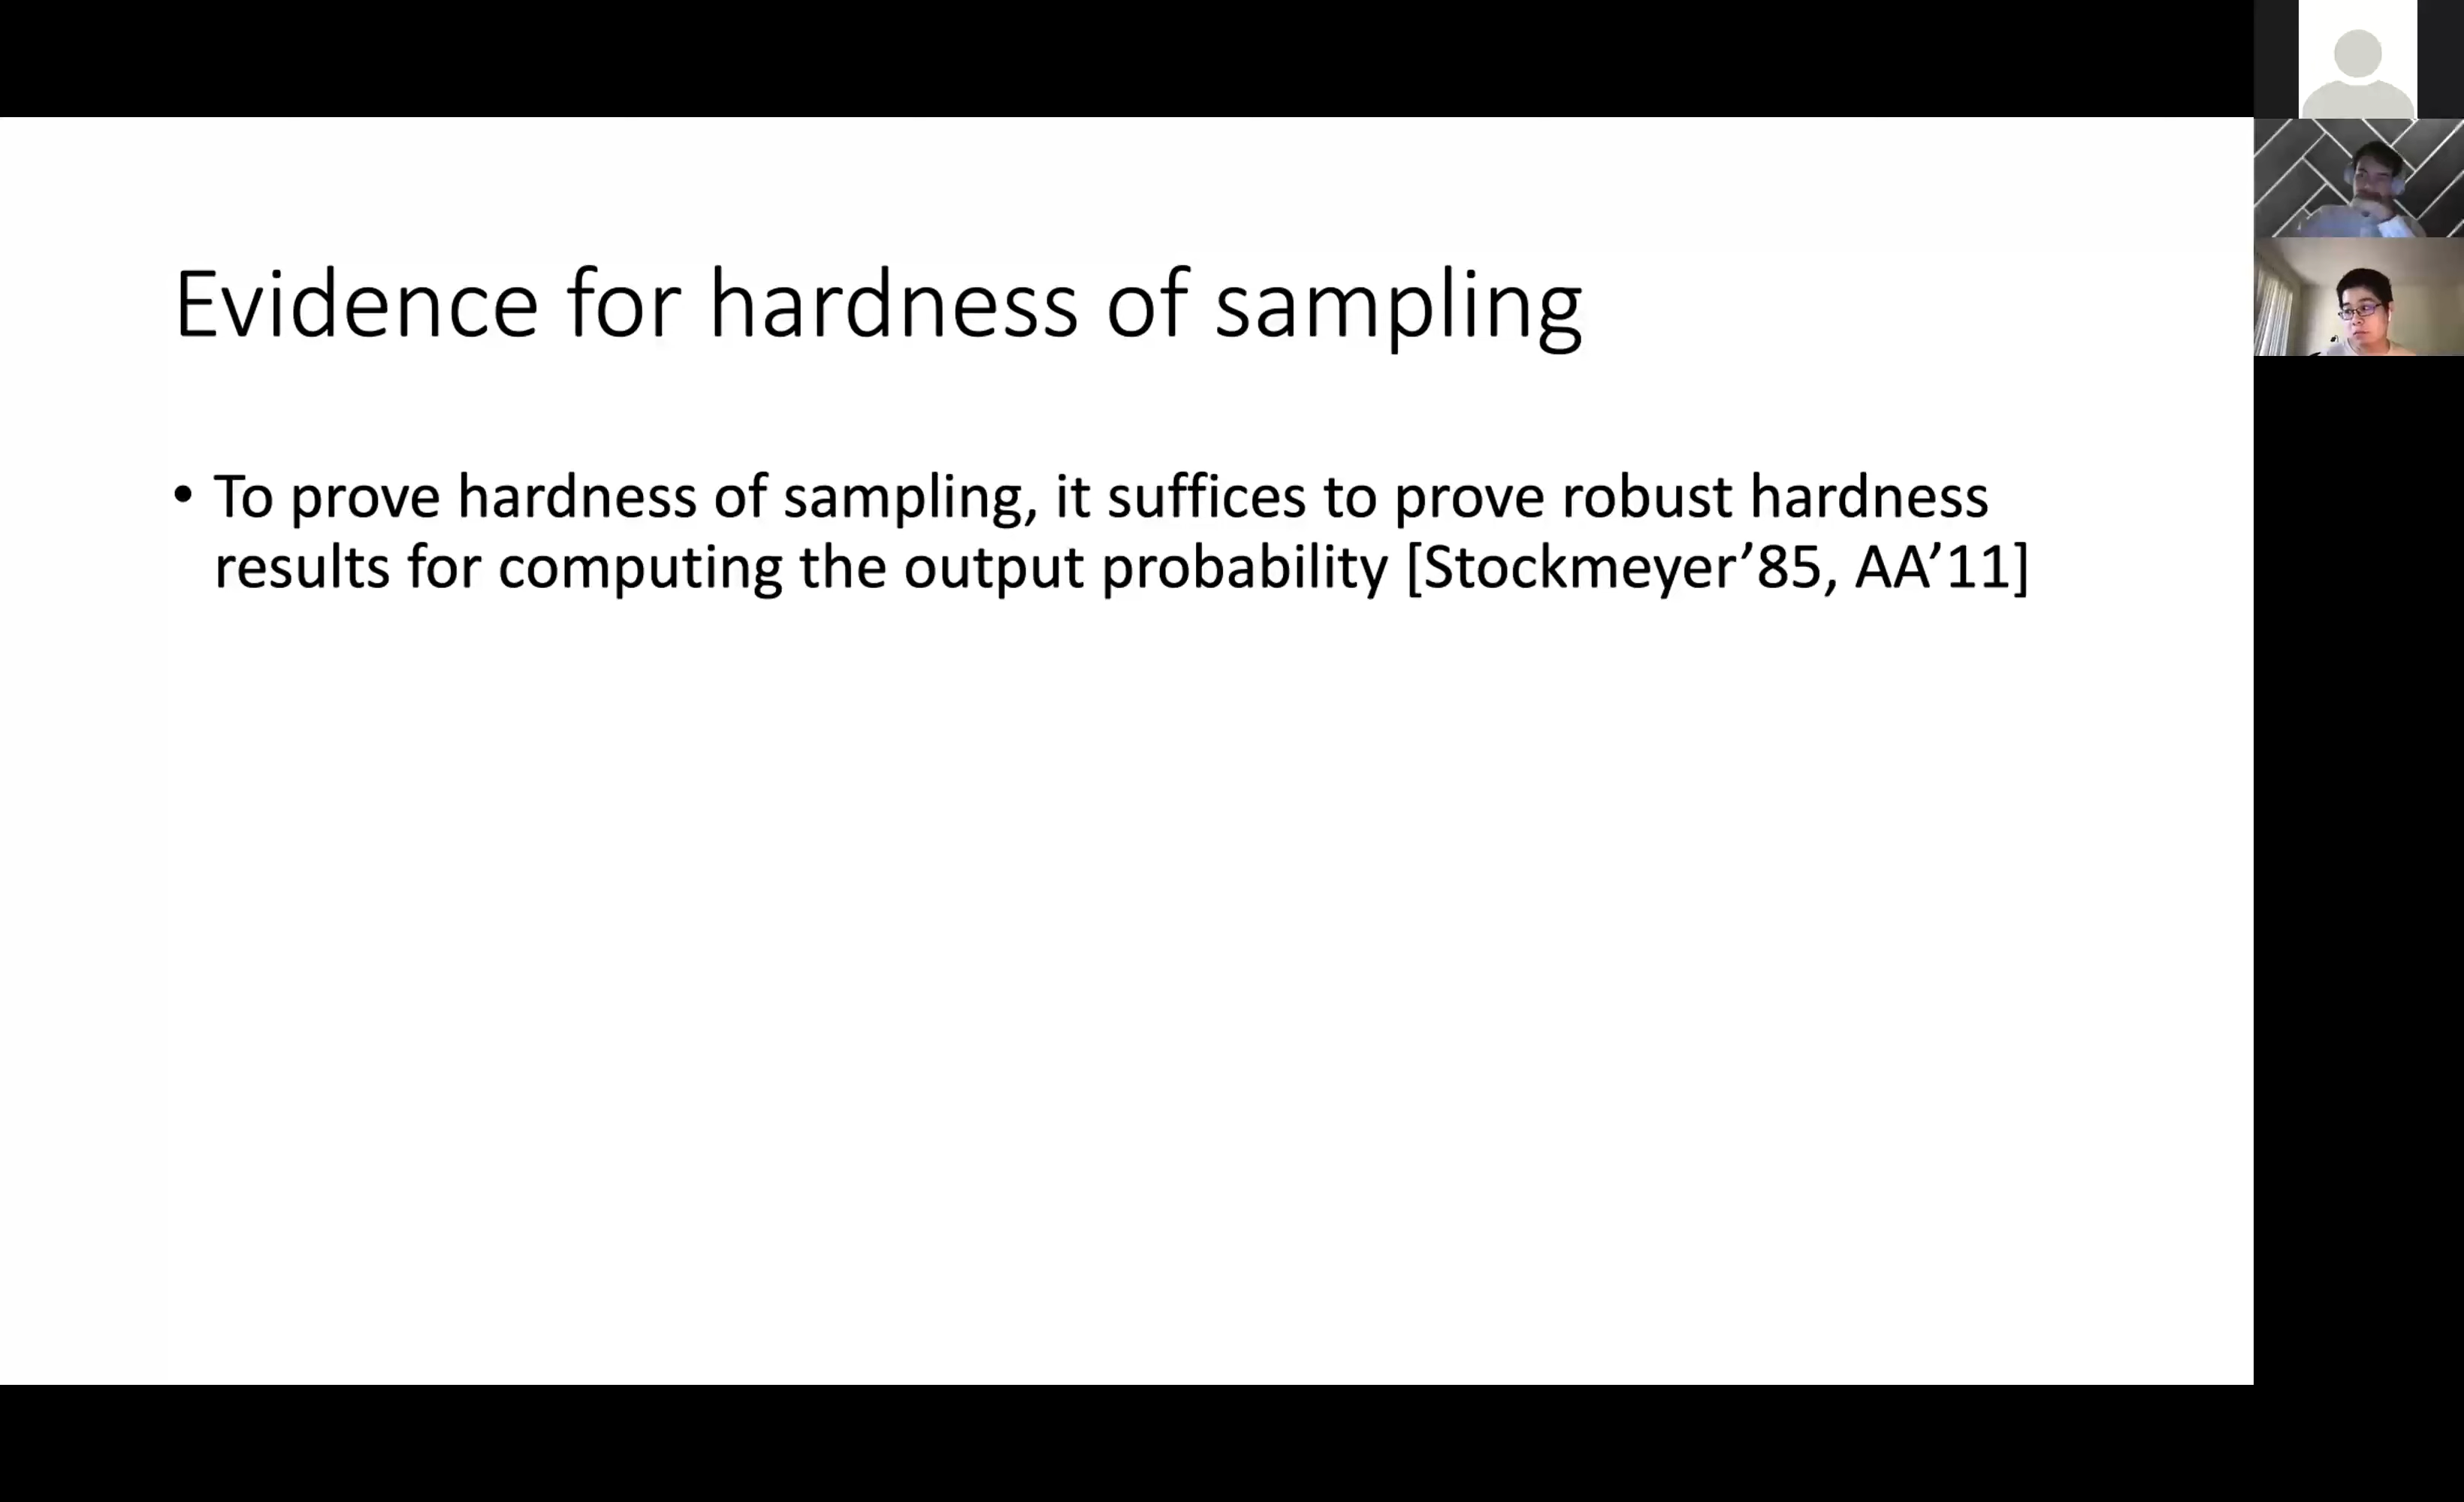 Evidence for hardness of sampling
• To prove hardness of sampling, it suffices to prove robust hardness
results for computing the output probability [Stockmeyer’85, AA’11]